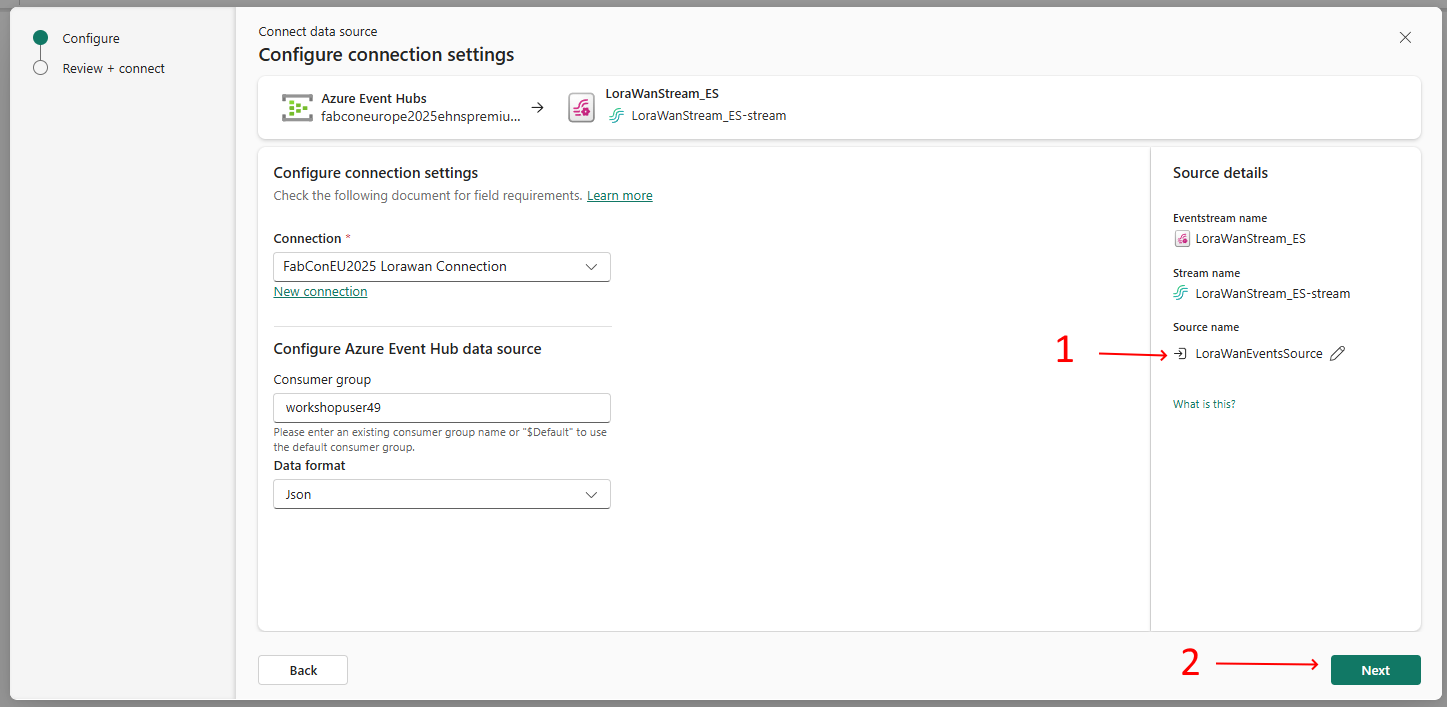 Configure
Review + connect
Connect data source
Configure connection settings
Azure Event Hubs
fabconeurope2025ehnspremiu...
LoraWanStream_ES
LoraWanStream_ES-stream
Configure connection settings
Check the following document for field requirements. Learn more
Connection *
FabConEU2025 Lorawan Connection
New connection
Configure Azure Event Hub data source
Consumer group
workshopuser49
Please enter an existing consumer group name or "$Default" to use
the default consumer group.
Data format
Json
Source details
Eventstream name
LoraWanStream_ES
Stream name
LoraWanStream_ES-stream
Source name
1
LoraWanEventsSource
What is this?
Back
2
Next